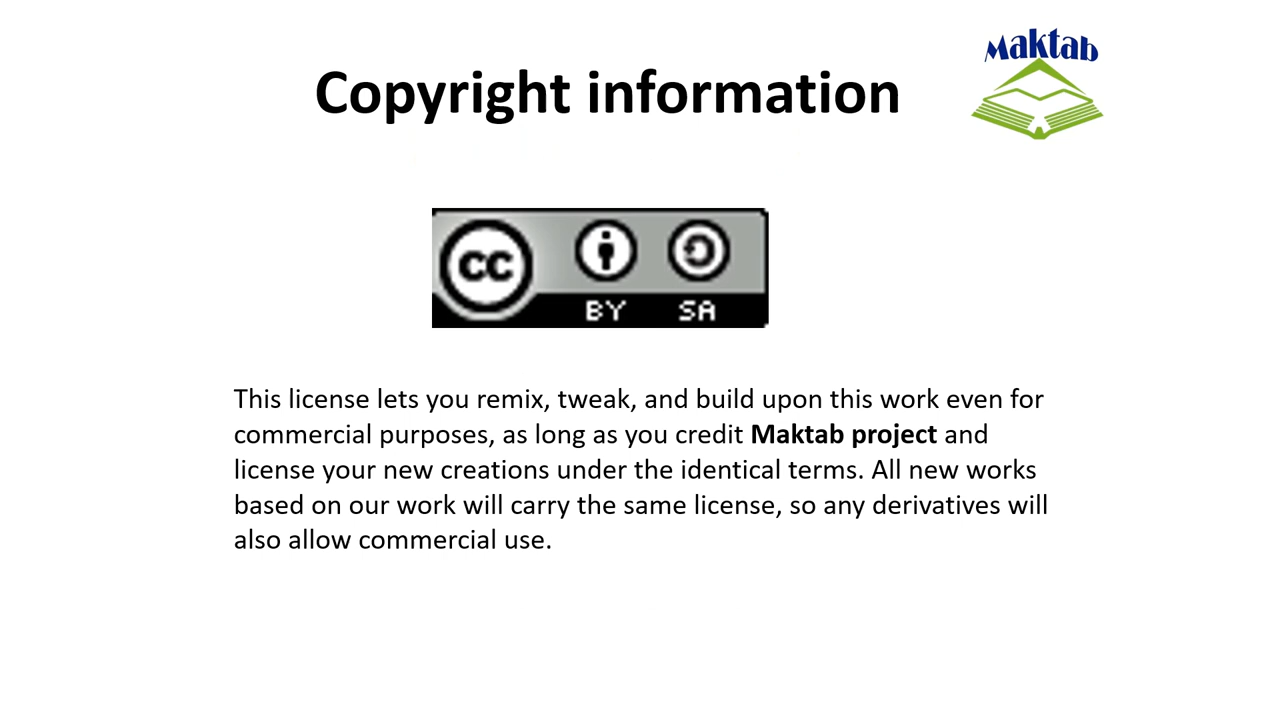 Maktab
Copyright information
CC
BY SA
This license lets you remix, tweak, and build upon this work even for
commercial purposes, as long as you credit Maktab project and
license your new creations under the identical terms. All new works
based on our work will carry the same license, so any derivatives will
also allow commercial use.